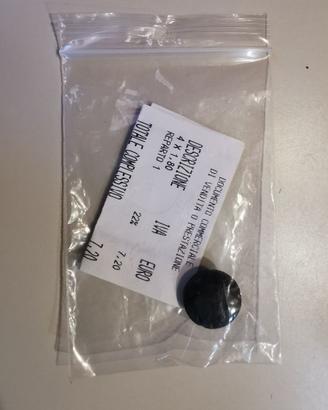 DOCUMENTO COMMERCIALE
DI VENDITA O PRESTAZIONE
DESCRIZIONE IVA EURO
4 x 1.80
REPARTO 1 22% 7.20
TOTALE COMPLESSIVO 7.20